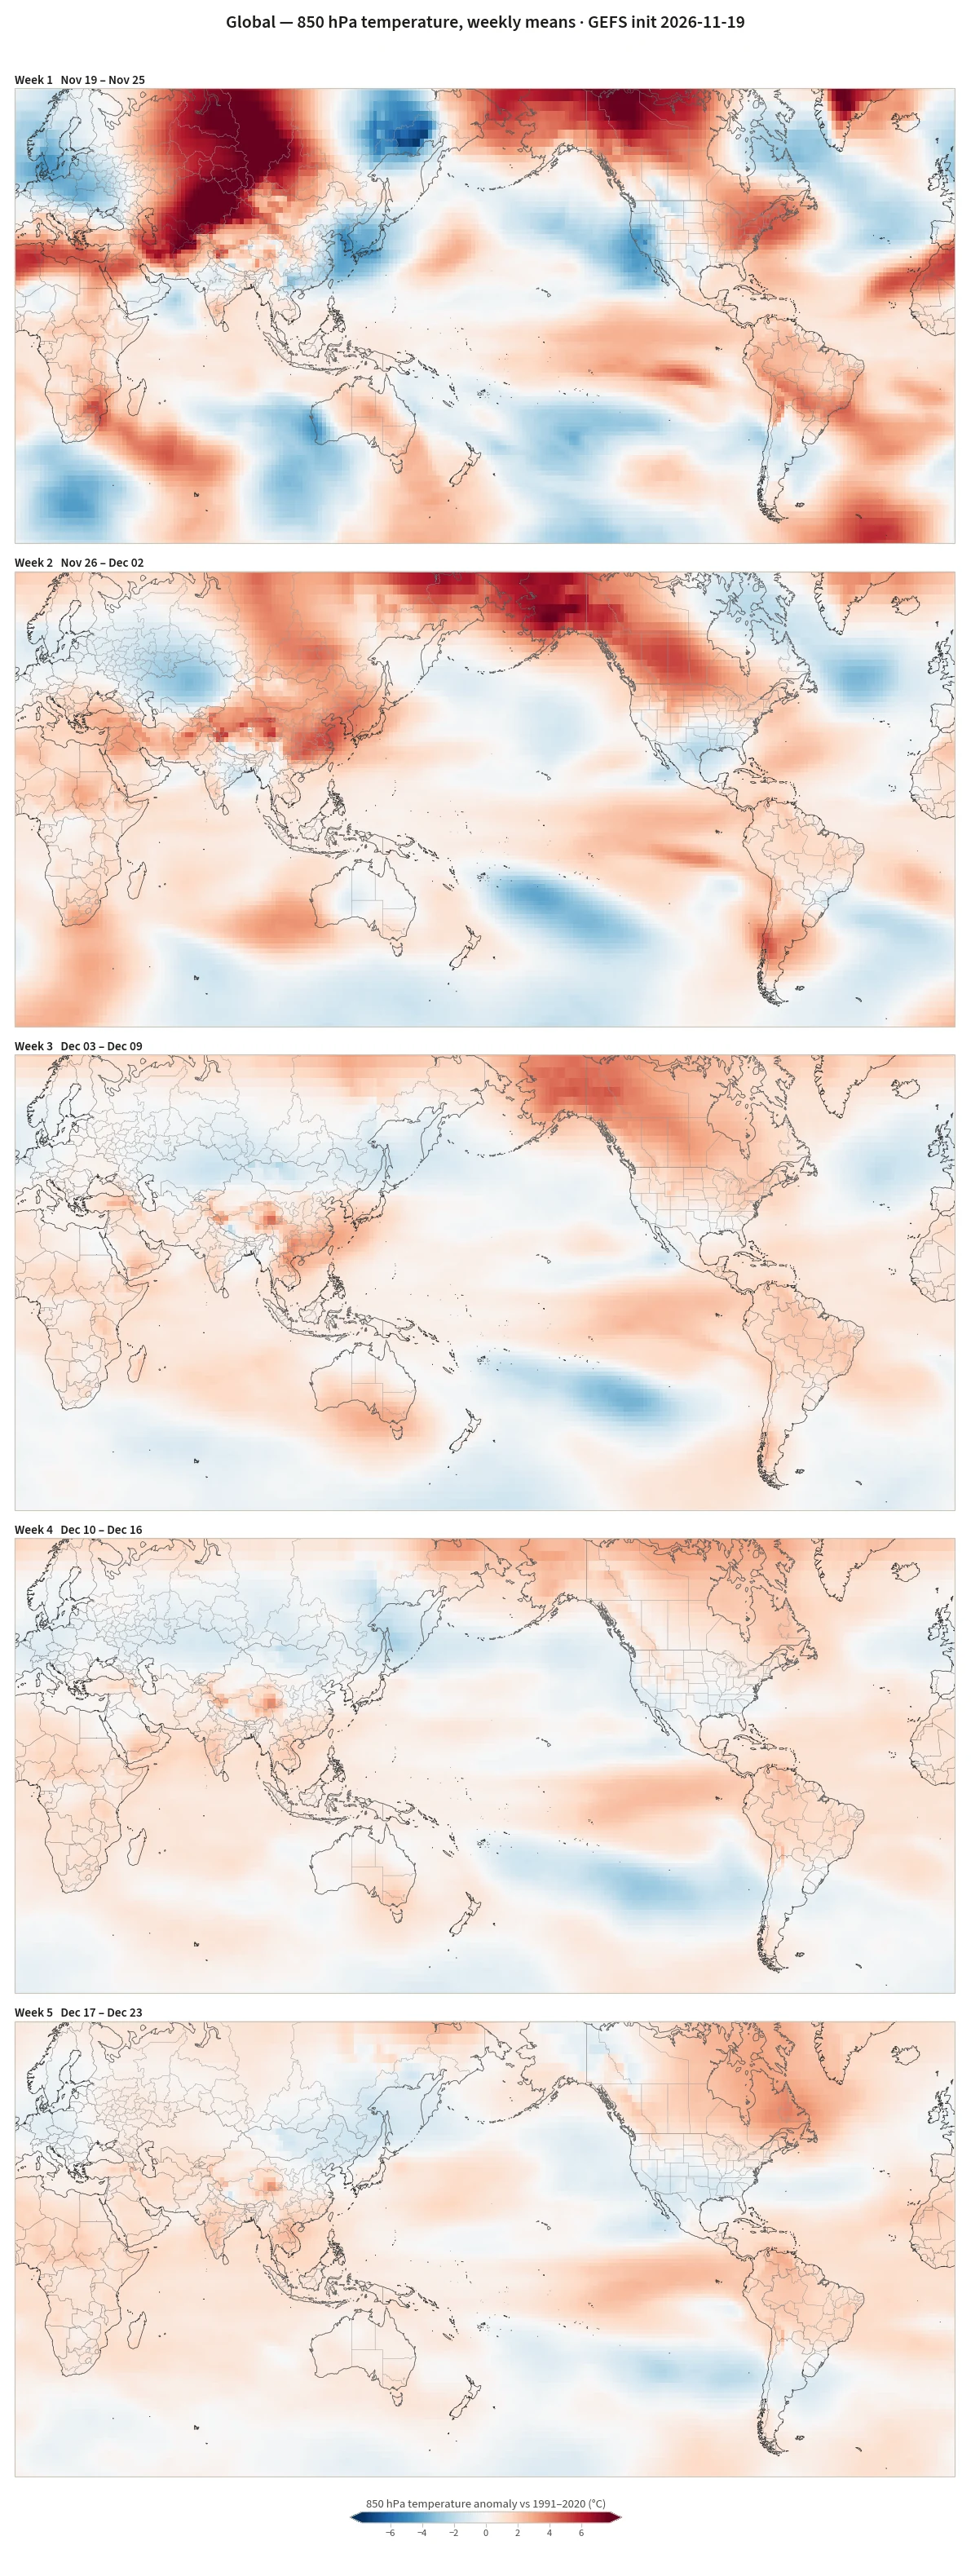 Global — 850 hPa temperature, weekly means · GEFS init 2026-11-19
Week 1 Nov 19 – Nov 25
Week 2 Nov 26 – Dec 02
Week 3 Dec 03 – Dec 09
Week 4 Dec 10 – Dec 16
Week 5 Dec 17 – Dec 23
850 hPa temperature anomaly vs 1991–2020 (°C)
−6 −4 −2 0 2 4 6